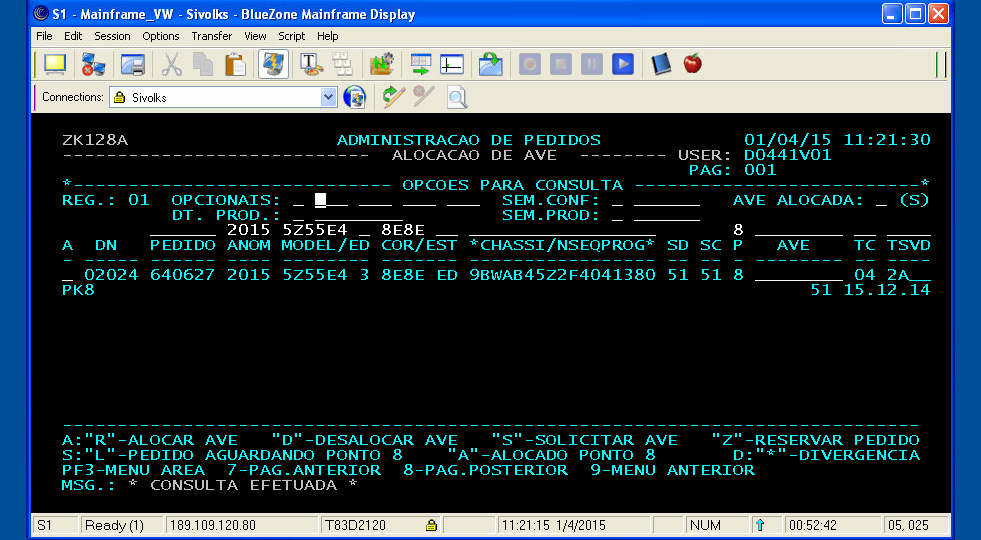 S1 - Mainframe_VW - Sivolks - BlueZone Mainframe Display
File Edit Session Options Transfer View Script Help
Connections: Sivolks
ZK128A ADMINISTRACAO DE PEDIDOS 01/04/15 11:21:30
---------------------------- ALOCACAO DE AVE -------- USER: D0441V01
PAG: 001
*----------------------------- OPCOES PARA CONSULTA --------------------------*
REG.: 01 OPCIONAIS: _ ___ ___ ___ ___ SEM.CONF: _ ______ AVE ALOCADA: _ (S)
DT. PROD.: _ ________ SEM.PROD: _ ______
______ 2015 5Z55E4 _ 8E8E __ _________________ 8 ________ __ ____
A DN PEDIDO ANOM MODEL/ED COR/EST *CHASSI/NSEQPROG* SD SC P AVE TC TSVD
- ----- ------ ---- ------ - ---- -- ----------------- -- -- - -------- -- ----
_ 02024 640627 2015 5Z55E4 3 8E8E ED 9BWAB45Z2F4041380 51 51 8 ________ 04 2A__
PK8 51 15.12.14
------------------------------------------------------------------------------
A:"R"-ALOCAR AVE "D"-DESALOCAR AVE "S"-SOLICITAR AVE "Z"-RESERVAR PEDIDO
S:"L"-PEDIDO AGUARDANDO PONTO 8 "A"-ALOCADO PONTO 8 D:"*"-DIVERGENCIA
PF3-MENU AREA 7-PAG.ANTERIOR 8-PAG.POSTERIOR 9-MENU ANTERIOR
MSG.: * CONSULTA EFETUADA *
S1 Ready (1) 189.109.120.80 T83D2120 11:21:15 1/4/2015 NUM 00:52:42 05, 025